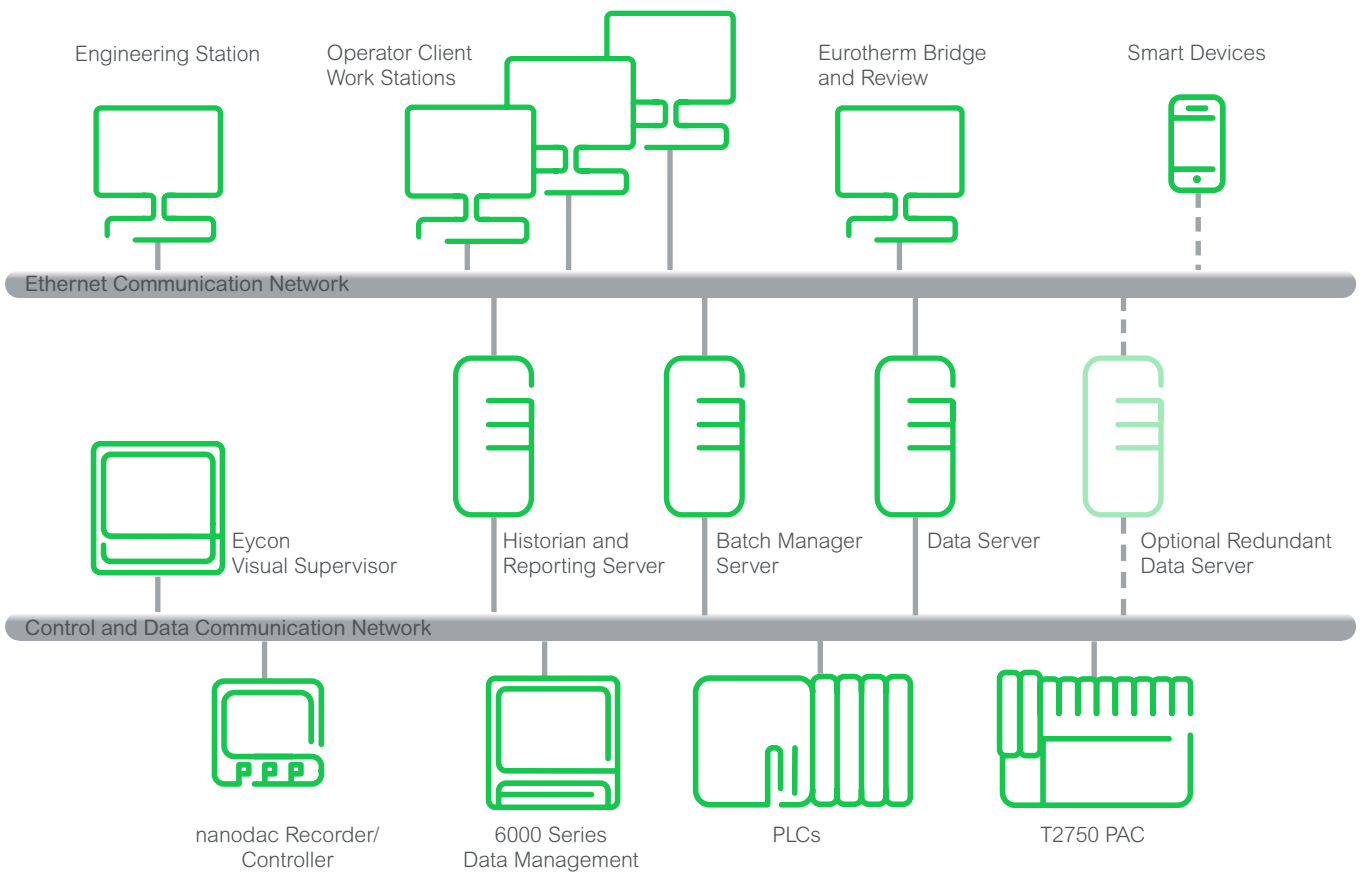 Engineering Station
Operator Client
Work Stations
Eurotherm Bridge
and Review
Smart Devices
Ethernet Communication Network
Eycon
Visual Supervisor
Historian and
Reporting Server
Batch Manager
Server
Data Server
Optional Redundant
Data Server
Control and Data Communication Network
nanodac Recorder/
Controller
6000 Series
Data Management
PLCs
T2750 PAC